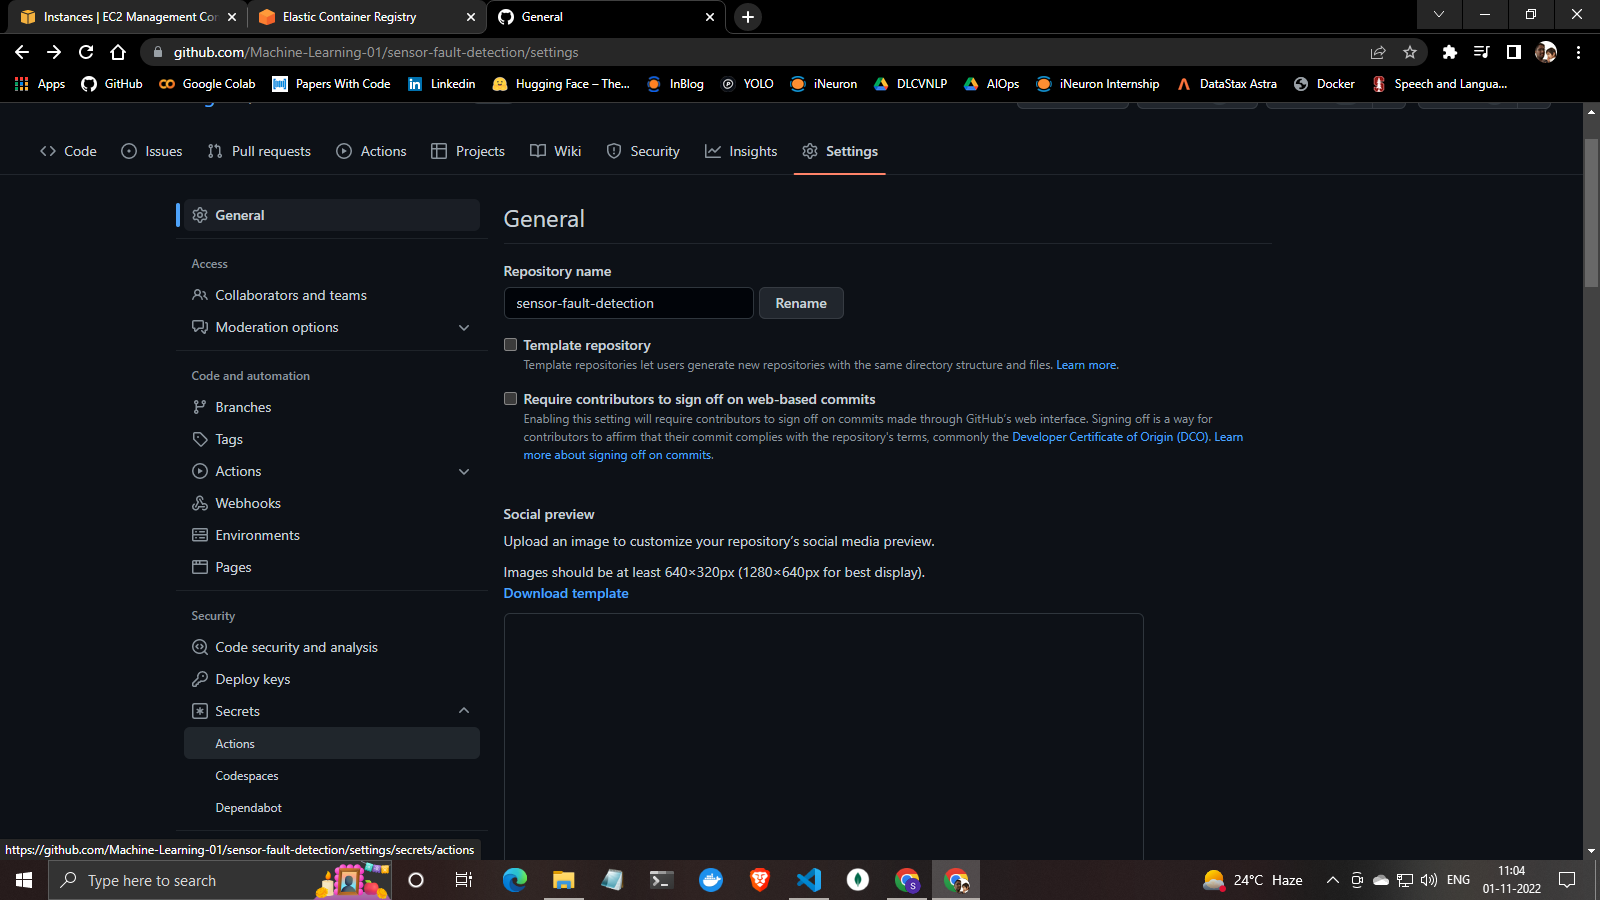 Instances | EC2 Management Con
Elastic Container Registry
General
github.com/Machine-Learning-01/sensor-fault-detection/settings
Apps
GitHub
Google Colab
Papers With Code
Linkedin
Hugging Face – The...
InBlog
YOLO
iNeuron
DLCVNLP
AIOps
iNeuron Internship
DataStax Astra
Docker
Speech and Langua...
Code
Issues
Pull requests
Actions
Projects
Wiki
Security
Insights
Settings
General
Access
Collaborators and teams
Moderation options
Code and automation
Branches
Tags
Actions
Webhooks
Environments
Pages
Security
Code security and analysis
Deploy keys
Secrets
Actions
Codespaces
Dependabot
General
Repository name
sensor-fault-detection
Rename
Template repository
Template repositories let users generate new repositories with the same directory structure and files. Learn more.
Require contributors to sign off on web-based commits
Enabling this setting will require contributors to sign off on commits made through GitHub's web interface. Signing off is a way for
contributors to affirm that their commit complies with the repository's terms, commonly the Developer Certificate of Origin (DCO). Learn
more about signing off on commits.
Social preview
Upload an image to customize your repository's social media preview.
Images should be at least 640×320px (1280×640px for best display).
Download template
https://github.com/Machine-Learning-01/sensor-fault-detection/settings/secrets/actions
Type here to search
24°C Haze
ENG
11:04
01-11-2022